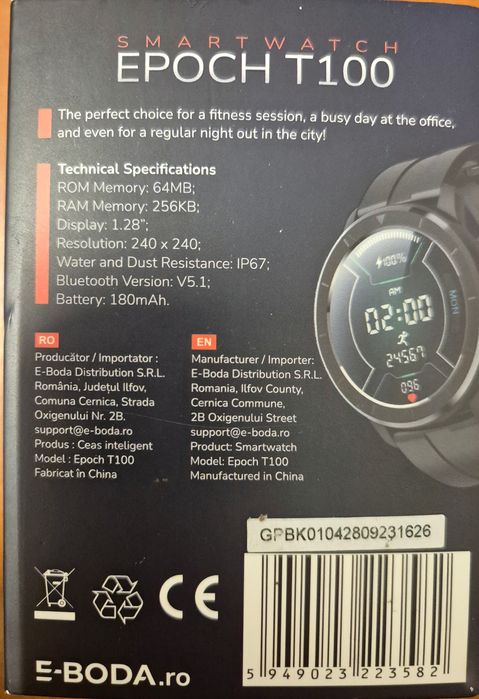 SMARTWATCH
EPOCH T100
The perfect choice for a fitness session, a busy day at the office,
and even for a regular night out in the city!
Technical Specifications
ROM Memory: 64MB;
RAM Memory: 256KB;
Display: 1.28”;
Resolution: 240 x 240;
Water and Dust Resistance: IP67;
Bluetooth Version: V5.1;
Battery: 180mAh.
100%
AM
02:00
MON
24567
096
RO
Producător / Importator :
E-Boda Distribution S.R.L.
România, Județul Ilfov,
Comuna Cernica, Strada
Oxigenului Nr. 2B.
support@e-boda.ro
Produs : Ceas inteligent
Model : Epoch T100
Fabricat în China
EN
Manufacturer / Importer:
E-Boda Distribution S.R.L.
Romania, Ilfov County,
Cernica Commune,
2B Oxigenului Street
support@e-boda.ro
Product: Smartwatch
Model: Epoch T100
Manufactured in China
GPBK01042809231626
CE
E-BODA.ro
5 949023 223582